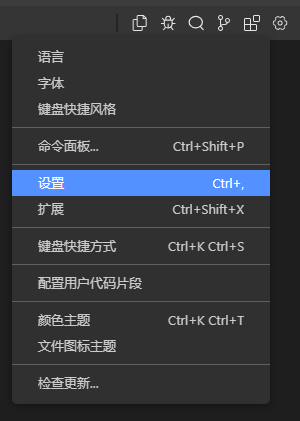 语言
字体
键盘快捷风格
命令面板... Ctrl+Shift+P
设置 Ctrl+,
扩展 Ctrl+Shift+X
键盘快捷方式 Ctrl+K Ctrl+S
配置用户代码片段
颜色主题 Ctrl+K Ctrl+T
文件图标主题
检查更新...